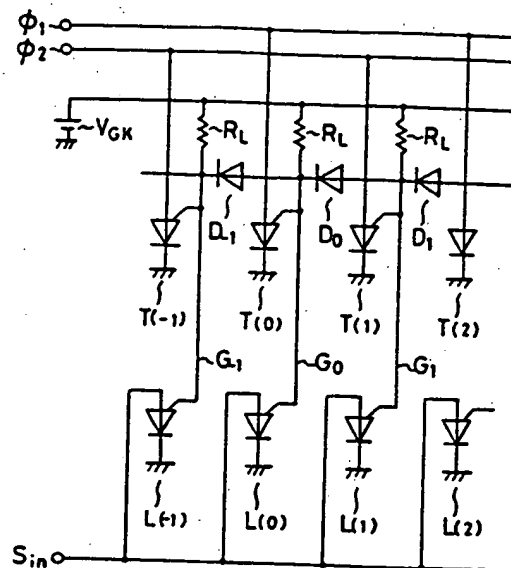 ϕ1
ϕ2
VGK
RL RL RL
D-1 D0 D1
T(-1) T(0) T(1) T(2)
G1 G0 G1
L(-1) L(0) L(1) L(2)
Sin